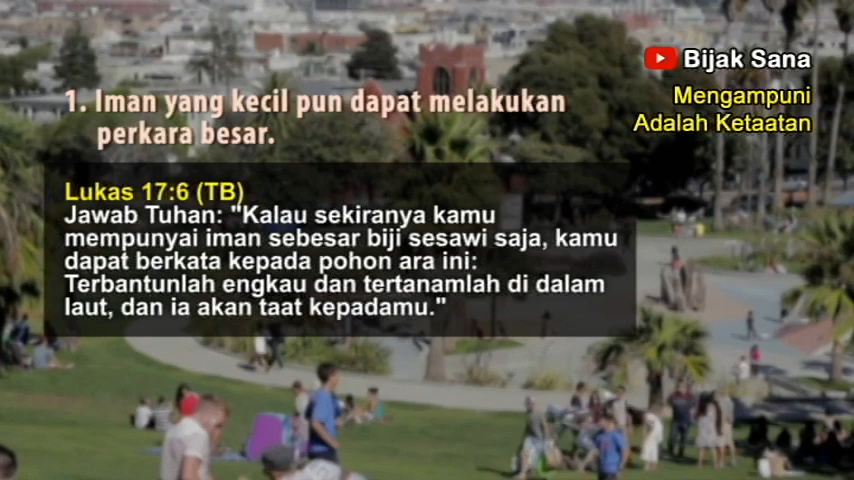 Bijak Sana
Mengampuni
Adalah Ketaatan
1. Iman yang kecil pun dapat melakukan
perkara besar.
Lukas 17:6 (TB)
Jawab Tuhan: "Kalau sekiranya kamu
mempunyai iman sebesar biji sesawi saja, kamu
dapat berkata kepada pohon ara ini:
Terbantunlah engkau dan tertanamlah di dalam
laut, dan ia akan taat kepadamu."